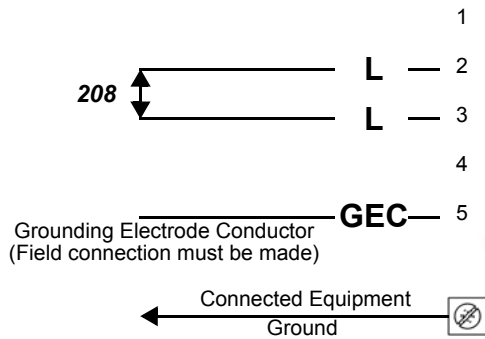 1
L 2
208
L 3
4
GEC 5
Grounding Electrode Conductor
(Field connection must be made)
Connected Equipment
Ground